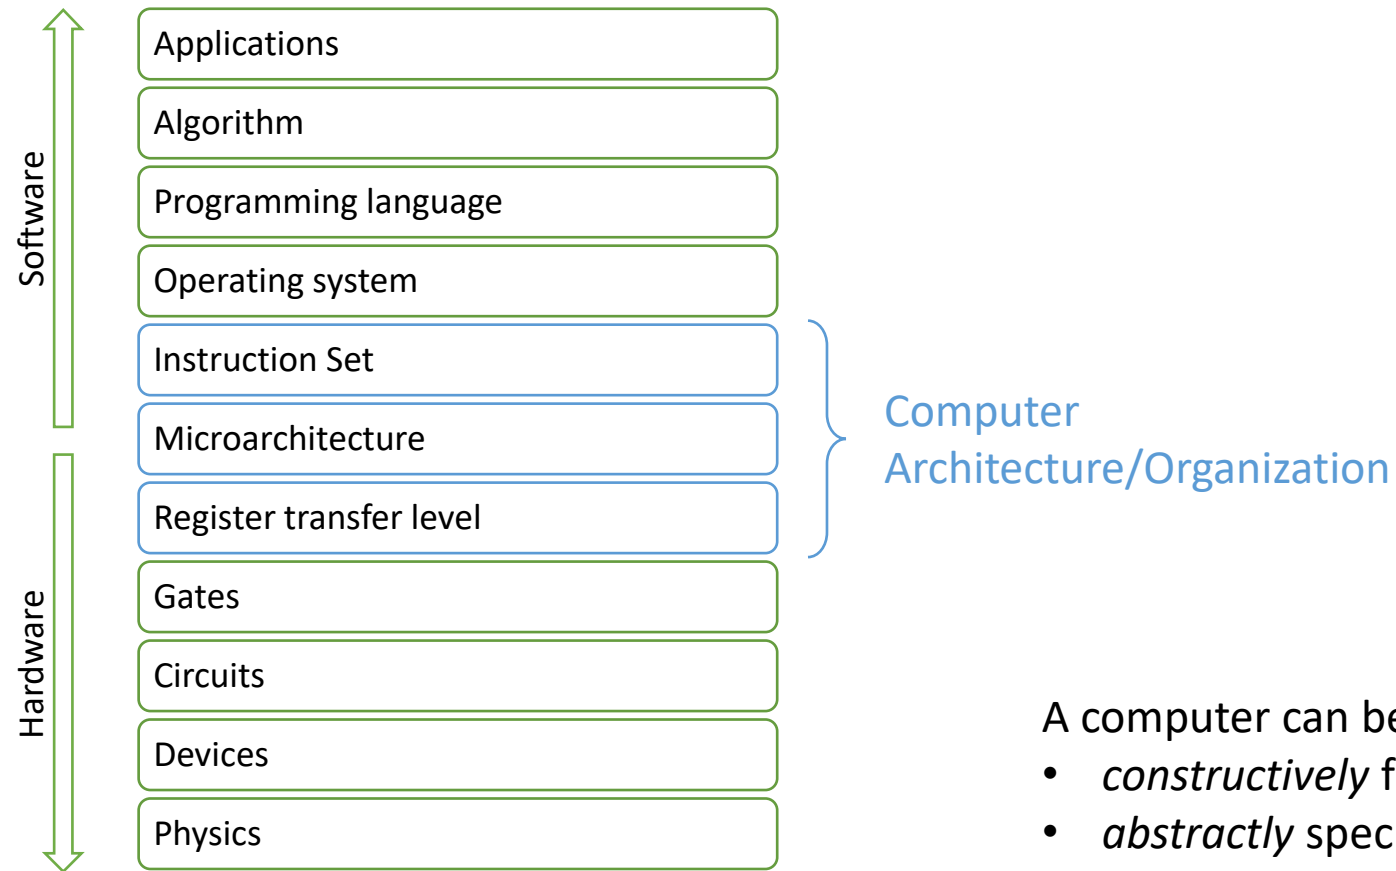 Applications
Algorithm
Programming language
Operating system
Instruction Set
Microarchitecture
Register transfer level
Gates
Circuits
Devices
Physics
Software
Hardware
Computer
Architecture/Organization
A computer can be
• constructively f
• abstractly spec